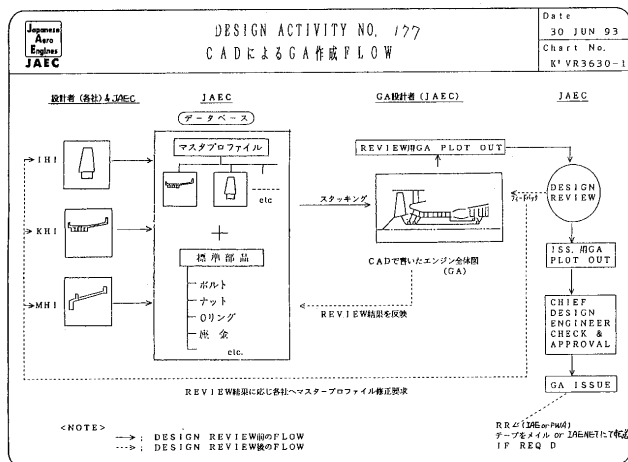 Japanese
Aero
Engines
JAEC
DESIGN ACTIVITY NO. 177
CADによるGA作成FLOW
Date
30 JUN 93
Chart No.
K'VR3630-1
設計者(各社)&JAEC
JAEC
GA設計者(JAEC)
JAEC
データベース
マスタプロファイル
etc
IHI
KHI
MHI
標準部品
ボルト
ナット
Oリング
座金
etc.
スタッキング
REVIEW用GA PLOT OUT
CADで書いたエンジン全体図
(GA)
REVIEW結果を反映
フィードバック
DESIGN
REVIEW
ISS.用GA
PLOT OUT
CHIEF
DESIGN
ENGINEER
CHECK &
APPROVAL
GA ISSUE
REVIEW結果に応じ各社へマスタープロファイル修正要求
<NOTE>
; DESIGN REVIEW前のFLOW
; DESIGN REVIEW後のFLOW
RRへ(IAE or PWA)
テープをメイル or IAENETにて転送
IF REQ D